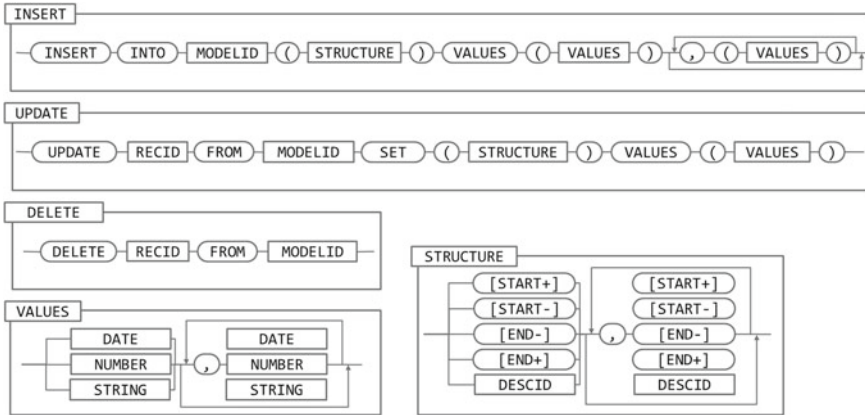 INSERT
INSERT INTO MODELID ( STRUCTURE ) VALUES ( VALUES ) , ( VALUES )
UPDATE
UPDATE RECID FROM MODELID SET ( STRUCTURE ) VALUES ( VALUES )
DELETE
DELETE RECID FROM MODELID
VALUES
DATE DATE
NUMBER , NUMBER
STRING STRING
STRUCTURE
[START+] [START+]
[START-] [START-]
[END-] , [END-]
[END+] [END+]
DESCID DESCID